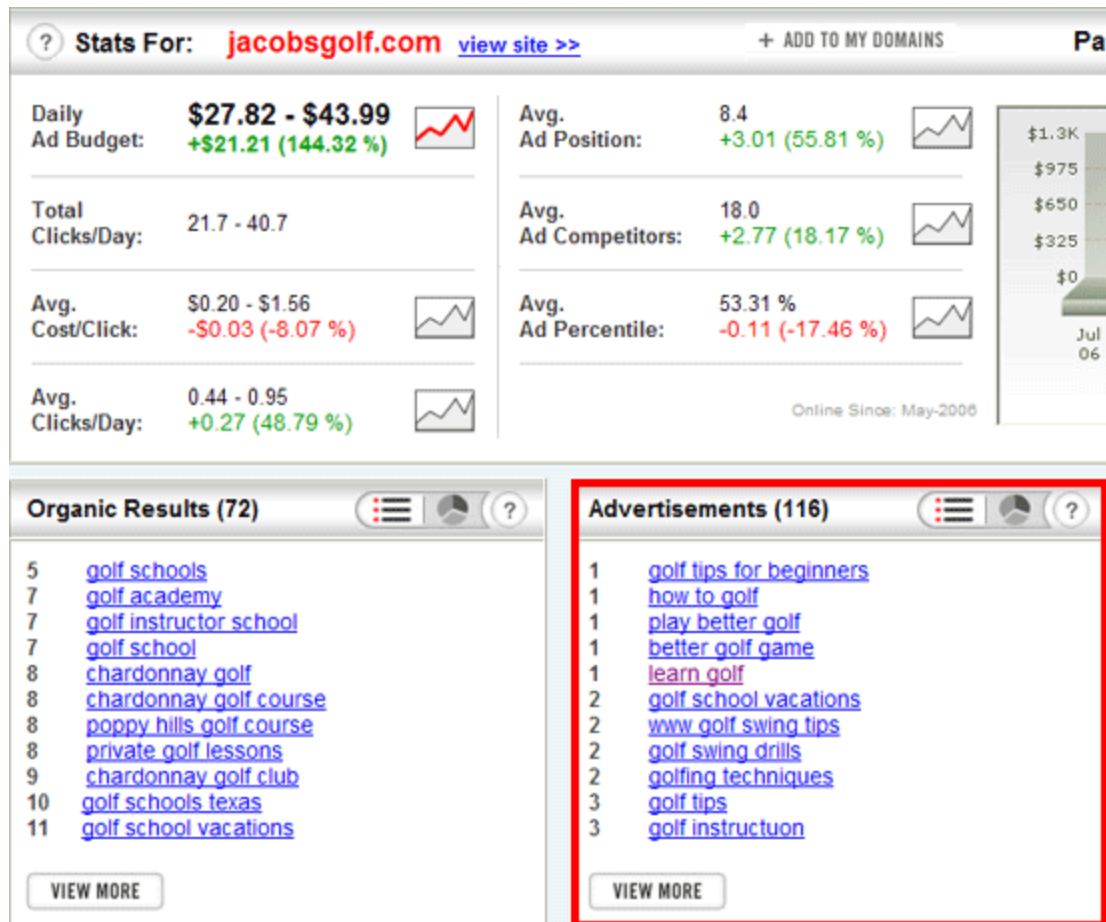 ? Stats For: jacobsgolf.com view site >> + ADD TO MY DOMAINS Pa
Daily
Ad Budget:
$27.82 - $43.99
+$21.21 (144.32 %)
Avg.
Ad Position:
8.4
+3.01 (55.81 %)
Total
Clicks/Day:
21.7 - 40.7
Avg.
Ad Competitors:
18.0
+2.77 (18.17 %)
Avg.
Cost/Click:
$0.20 - $1.56
-$0.03 (-8.07 %)
Avg.
Ad Percentile:
53.31 %
-0.11 (-17.46 %)
Avg.
Clicks/Day:
0.44 - 0.95
+0.27 (48.79 %)
Online Since: May-2006
$1.3K
$975
$650
$325
$0
Jul
06
Organic Results (72) ?
5 golf schools
7 golf academy
7 golf instructor school
7 golf school
8 chardonnay golf
8 chardonnay golf course
8 poppy hills golf course
8 private golf lessons
9 chardonnay golf club
10 golf schools texas
11 golf school vacations
VIEW MORE
Advertisements (116) ?
1 golf tips for beginners
1 how to golf
1 play better golf
1 better golf game
1 learn golf
2 golf school vacations
2 www golf swing tips
2 golf swing drills
2 golfing techniques
3 golf tips
3 golf instructuon
VIEW MORE